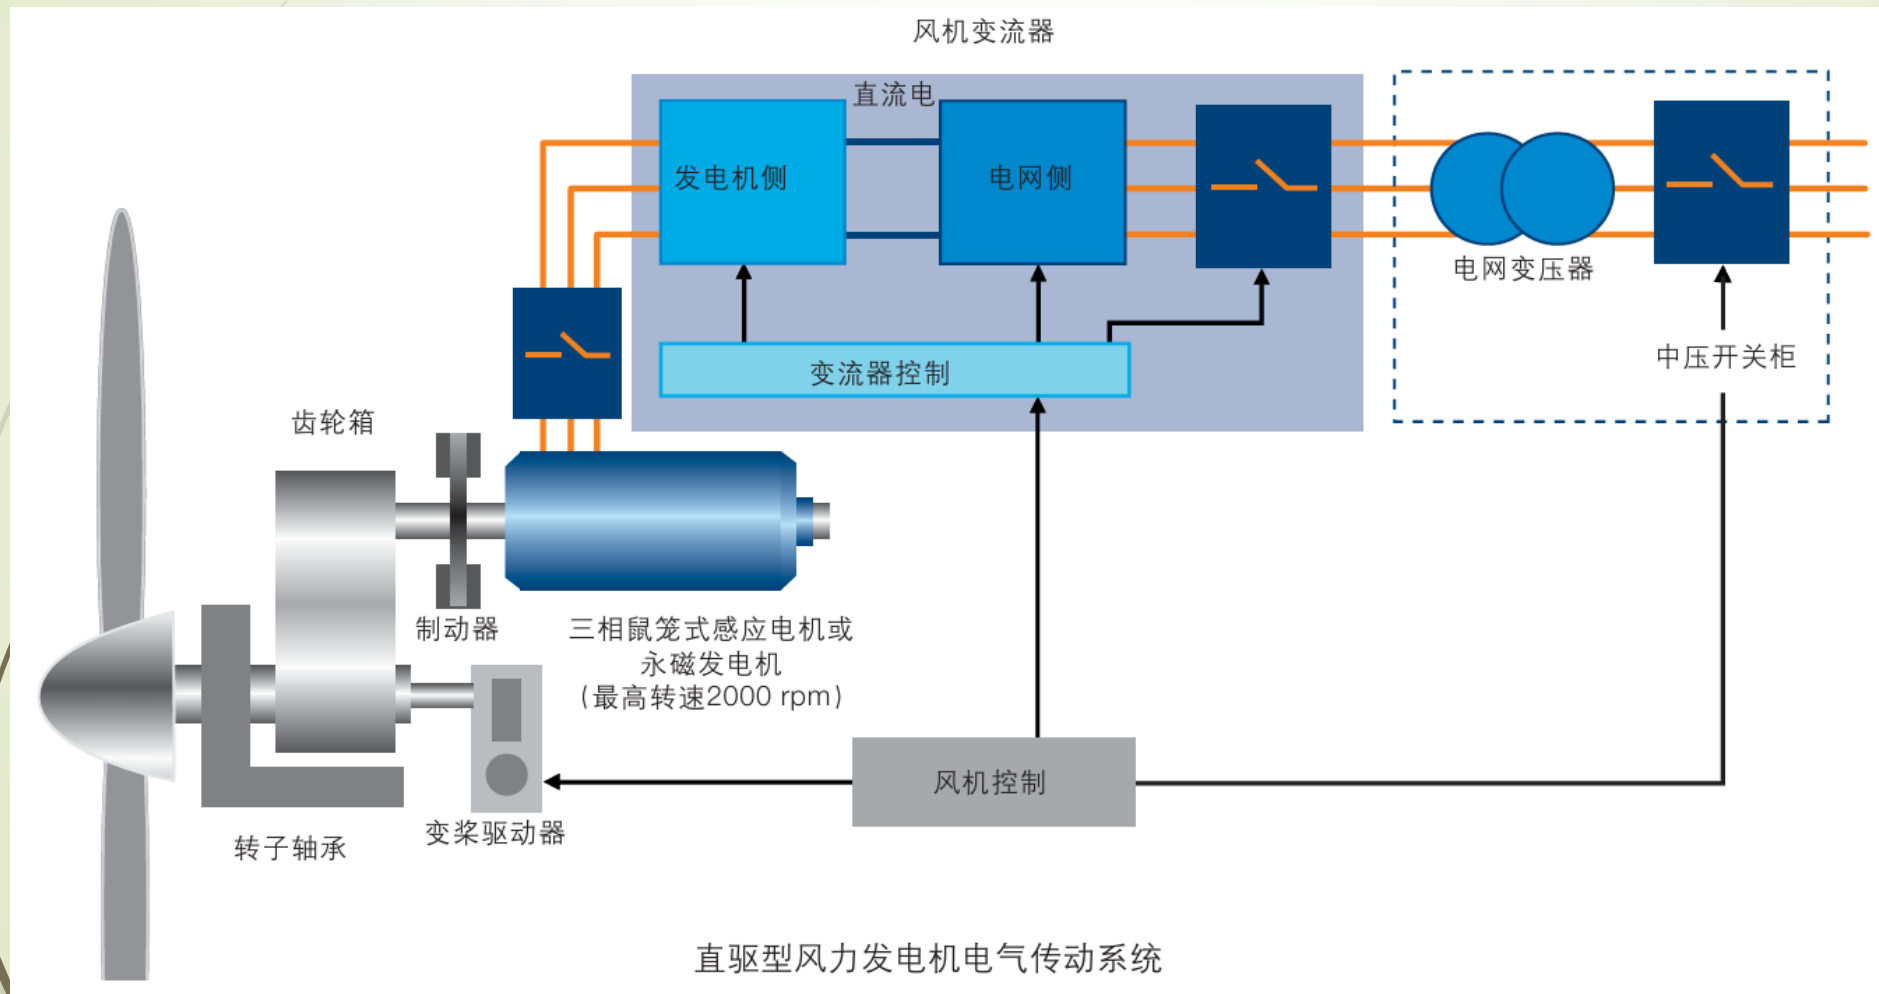 风机变流器
直流电
发电机侧
电网侧
电网变压器
变流器控制
中压开关柜
齿轮箱
制动器
三相鼠笼式感应电机或
永磁发电机
（最高转速2000 rpm）
风机控制
变桨驱动器
转子轴承
直驱型风力发电机电气传动系统